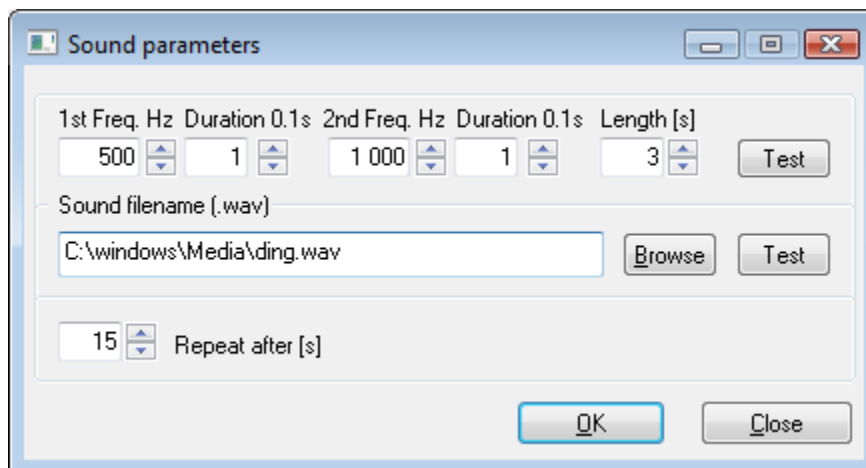 Sound parameters
1st Freq. Hz Duration 0.1s 2nd Freq. Hz Duration 0.1s Length [s]
500 1 1 000 1 3 Test
Sound filename (.wav)
C:\windows\Media\ding.wav Browse Test
15 Repeat after [s]
OK Close